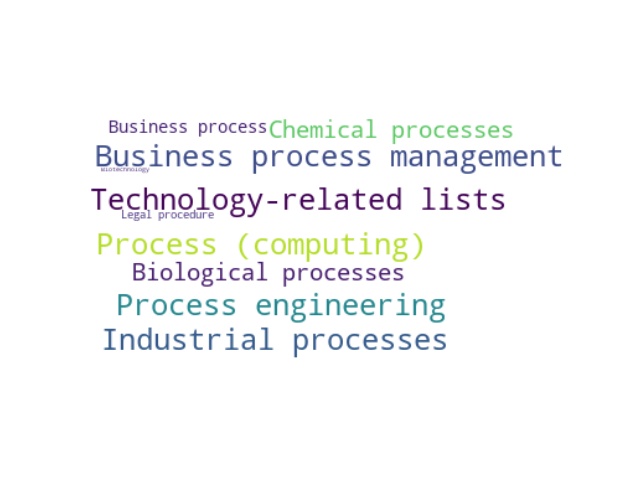 Business process
Chemical processes
Business process management
Biotechnology
Technology-related lists
Legal procedure
Process (computing)
Biological processes
Process engineering
Industrial processes